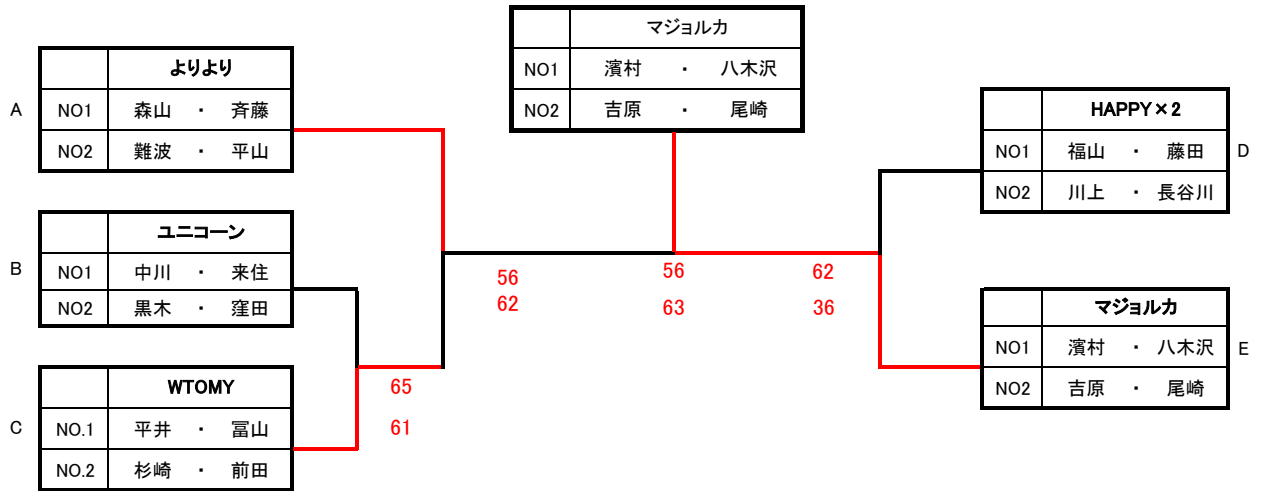 マジョルカ
NO1 濱村 ・ 八木沢
NO2 吉原 ・ 尾崎
よりより
A NO1 森山 ・ 斉藤
NO2 難波 ・ 平山
HAPPY×2
NO1 福山 ・ 藤田 D
NO2 川上 ・ 長谷川
ユニコーン
B NO1 中川 ・ 来住
NO2 黒木 ・ 窪田
56 56 62
62 63 36
マジョルカ
NO1 濱村 ・ 八木沢 E
NO2 吉原 ・ 尾崎
WTOMY
C NO.1 平井 ・ 冨山
NO.2 杉崎 ・ 前田
65
61